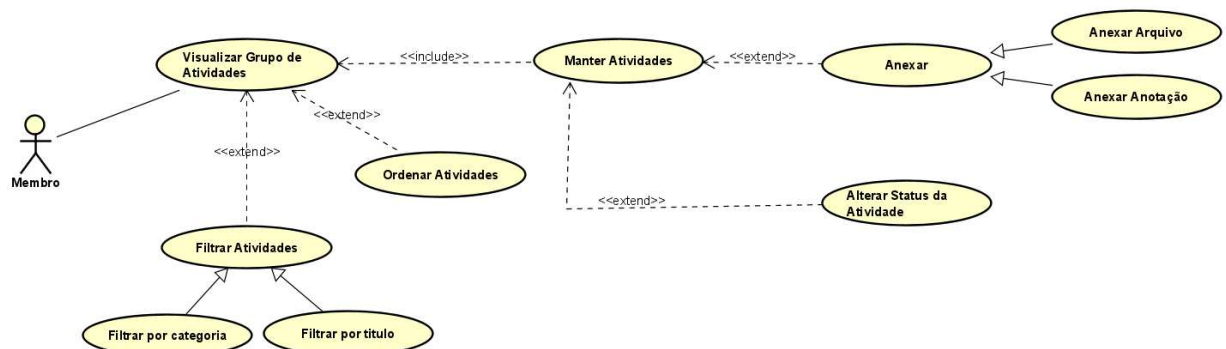 Anexar Arquivo
Visualizar Grupo de
Atividades
<<include>>
Manter Atividades
<<extend>>
Anexar
Anexar Anotação
<<extend>>
<<extend>>
Membro
Ordenar Atividades
<<extend>>
Alterar Status da
Atividade
Filtrar Atividades
Filtrar por categoria
Filtrar por titulo